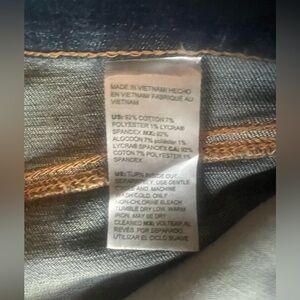 MADE IN VIETNAM/ HECHO
EN VIETNAM/ FABRIQUÉ AU
VIETNAM
US: 92% COTTON 7%
POLYESTER 1% LYCRA®
SPANDEX MX: 92%
ALGODON 7% poliéster 1%
LYCRA® SPANDEX CA: 92%
COTON 7% POLYESTER 1%
SPANDEX
US: TURN INSIDE OUT
SEPARATELY, USE GENTLE
CYCLE AND MACHINE
WASH COLD, ONLY
NON-CHLORINE BLEACH
TUMBLE DRY LOW, WARM
IRON, MAY BE DRY
CLEANED MX: VOLTEAR AL
REVES, POR SEPARADO,
UTILIZAR EL CICLO SUAVE